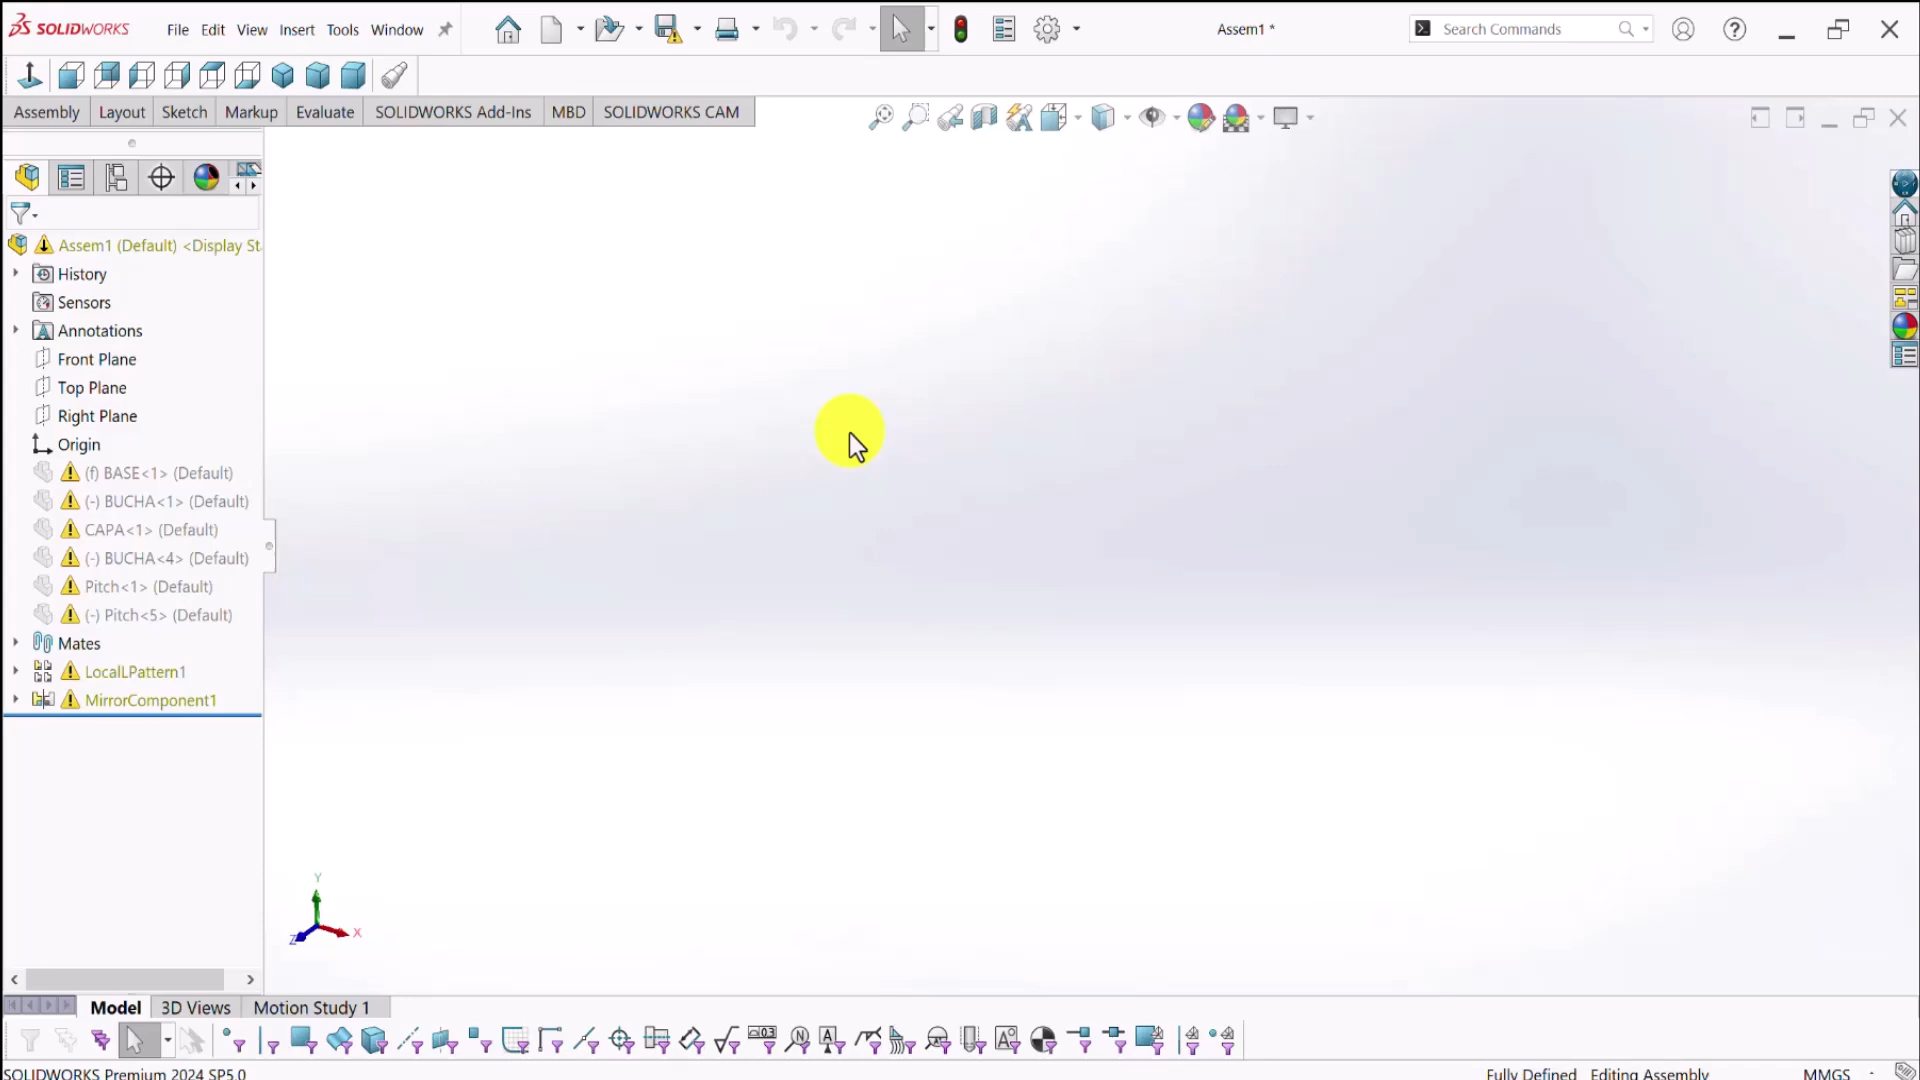 SOLIDWORKS File Edit View Insert Tools Window Assem1 * Search Commands
Assembly Layout Sketch Markup Evaluate SOLIDWORKS Add-Ins MBD SOLIDWORKS CAM
Assem1 (Default) <Display St
History
Sensors
Annotations
Front Plane
Top Plane
Right Plane
Origin
(f) BASE<1> (Default)
(-) BUCHA<1> (Default)
CAPA<1> (Default)
(-) BUCHA<4> (Default)
Pitch<1> (Default)
(-) Pitch<5> (Default)
Mates
LocalLPattern1
MirrorComponent1
Y
Z X
Model 3D Views Motion Study 1
SOLIDWORKS Premium 2024 SP5.0 Fully Defined Editing Assembly MMGS